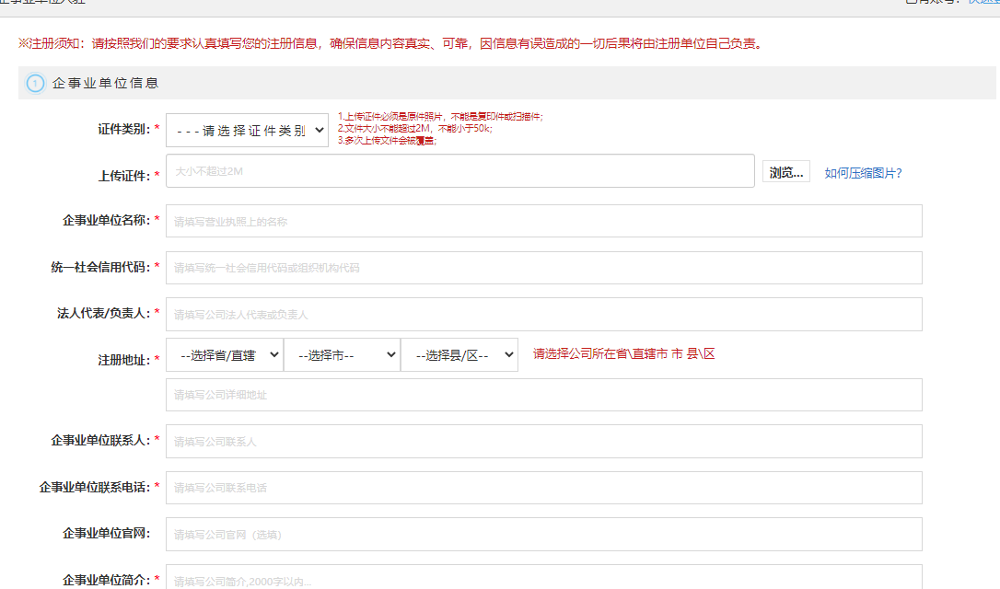 企事业单位入驻
已有账号？
※注册须知：请按照我们的要求认真填写您的注册信息，确保信息内容真实、可靠，因信息有误造成的一切后果将由注册单位自己负责。
1 企事业单位信息
证件类别：* ---请选择证件类别
1.上传证件必须是原件照片，不能是复印件或扫描件;
2.文件大小不能超过2M，不能小于50k;
3.多次上传文件会被覆盖;
上传证件：* 大小不超过2M 浏览... 如何压缩图片？
企事业单位名称：* 请填写营业执照上的名称
统一社会信用代码：* 请填写统一社会信用代码或组织机构代码
法人代表/负责人：* 请填写公司法人代表或负责人
注册地址：* --选择省/直辖 --选择市-- --选择县/区-- 请选择公司所在省\直辖市 市 县\区
请填写公司详细地址
企事业单位联系人：* 请填写公司联系人
企事业单位联系电话：* 请填写公司联系电话
企事业单位官网: 请填写公司官网（选填）
企事业单位简介：* 请填写公司简介,2000字以内...